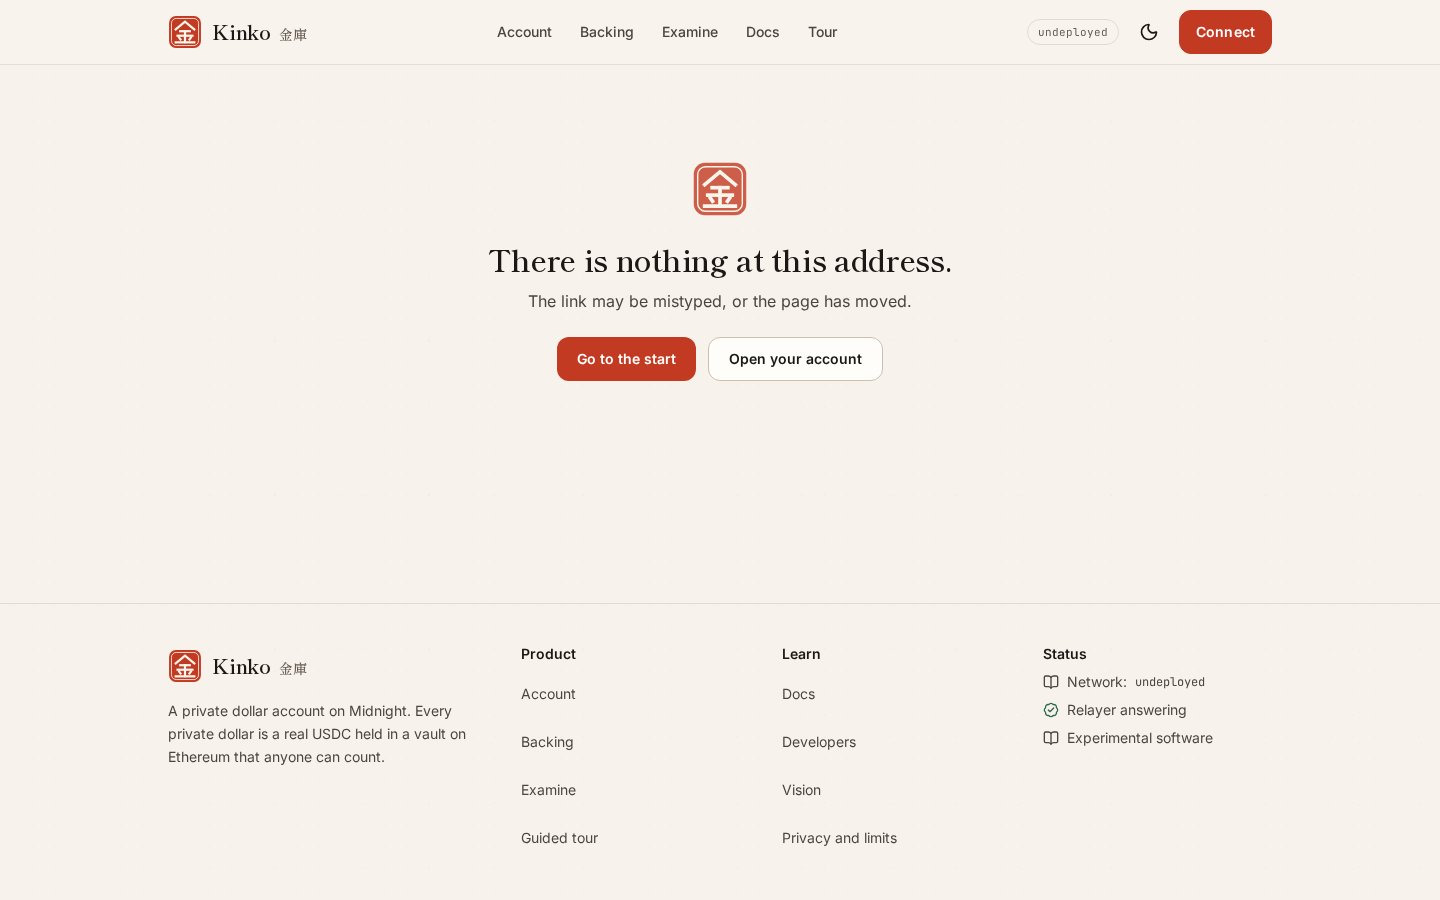 金 Kinko 金庫
Account
Backing
Examine
Docs
Tour
undeployed
Connect
金
There is nothing at this address.
The link may be mistyped, or the page has moved.
Go to the start
Open your account
金 Kinko 金庫
A private dollar account on Midnight. Every
private dollar is a real USDC held in a vault on
Ethereum that anyone can count.
Product
Account
Backing
Examine
Guided tour
Learn
Docs
Developers
Vision
Privacy and limits
Status
Network: undeployed
Relayer answering
Experimental software